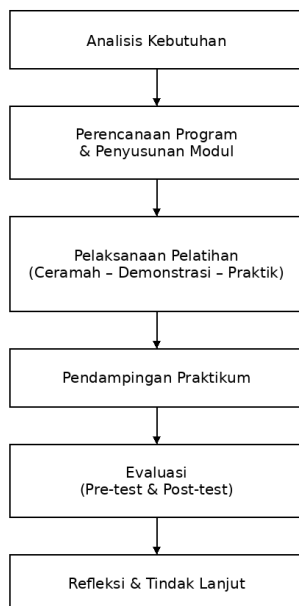 Analisis Kebutuhan
Perencanaan Program
& Penyusunan Modul
Pelaksanaan Pelatihan
(Ceramah – Demonstrasi – Praktik)
Pendampingan Praktikum
Evaluasi
(Pre-test & Post-test)
Refleksi & Tindak Lanjut